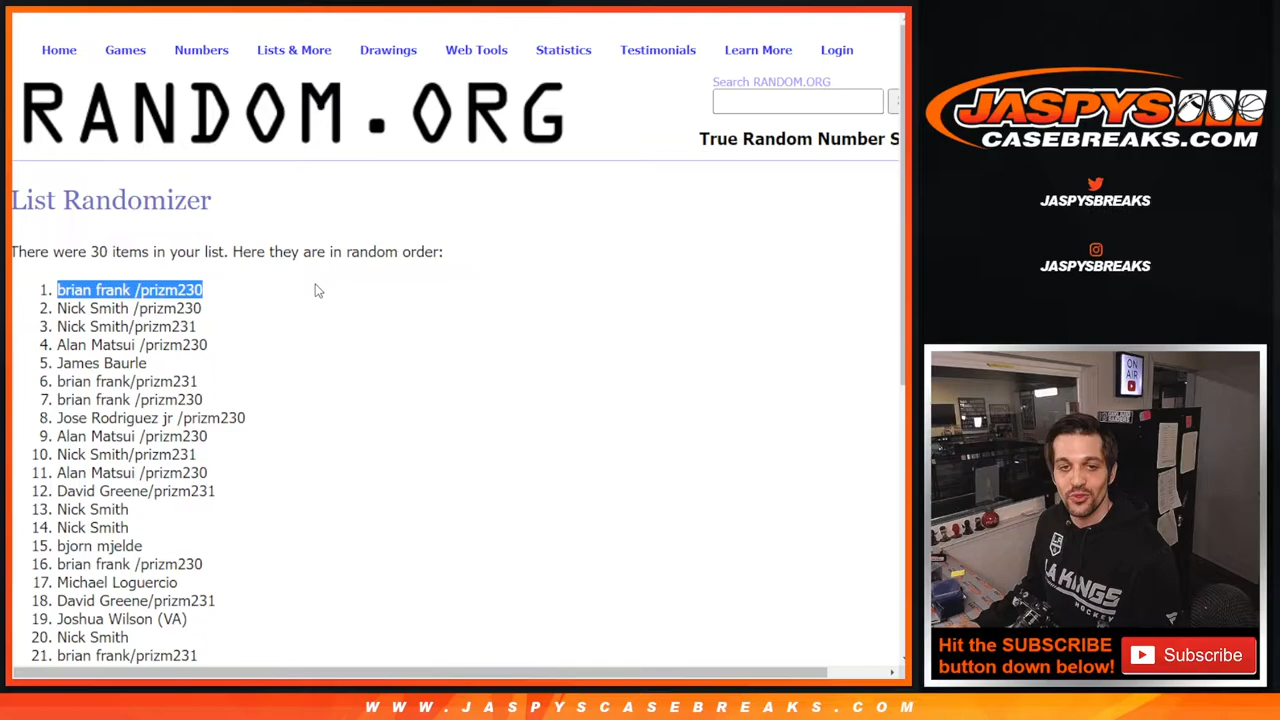 Home Games Numbers Lists & More Drawings Web Tools Statistics Testimonials Learn More Login
RANDOM.ORG
Search RANDOM.ORG
True Random Number S
List Randomizer
There were 30 items in your list. Here they are in random order:
1. brian frank /prizm230
2. Nick Smith /prizm230
3. Nick Smith/prizm231
4. Alan Matsui /prizm230
5. James Baurle
6. brian frank/prizm231
7. brian frank /prizm230
8. Jose Rodriguez jr /prizm230
9. Alan Matsui /prizm230
10. Nick Smith/prizm231
11. Alan Matsui /prizm230
12. David Greene/prizm231
13. Nick Smith
14. Nick Smith
15. bjorn mjelde
16. brian frank /prizm230
17. Michael Loguercio
18. David Greene/prizm231
19. Joshua Wilson (VA)
20. Nick Smith
21. brian frank/prizm231
JASPYS
CASEBREAKS.COM
JASPYSBREAKS
JASPYSBREAKS
ON
AIR
LA KINGS
HOCKEY
Hit the SUBSCRIBE
button down below!
Subscribe
WWW.JASPYSCASEBREAKS.COM